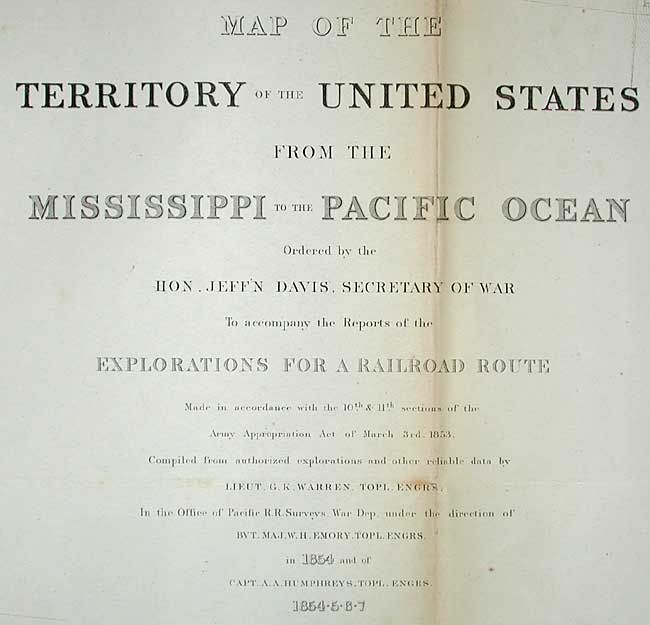 MAP OF THE
TERRITORY OF THE UNITED STATES
FROM THE
MISSISSIPPI TO THE PACIFIC OCEAN
Ordered by the
HON. JEFF'N DAVIS, SECRETARY OF WAR
To accompany the Reports of the
EXPLORATIONS FOR A RAILROAD ROUTE
Made in accordance with the 10th & 11th sections of the
Army Appropriation Act of March 3rd. 1853.
Compiled from authorized explorations and other reliable data by
LIEUT. G. K. WARREN, TOPL. ENGRS.
In the Office of Pacific R.R. Surveys, War Dep. under the direction of
BVT. MAJ. W. H. EMORY, TOPL. ENGRS.
in 1854 and of
CAPT. A. A. HUMPHREYS, TOPL. ENGRS.
1854-5-6-7